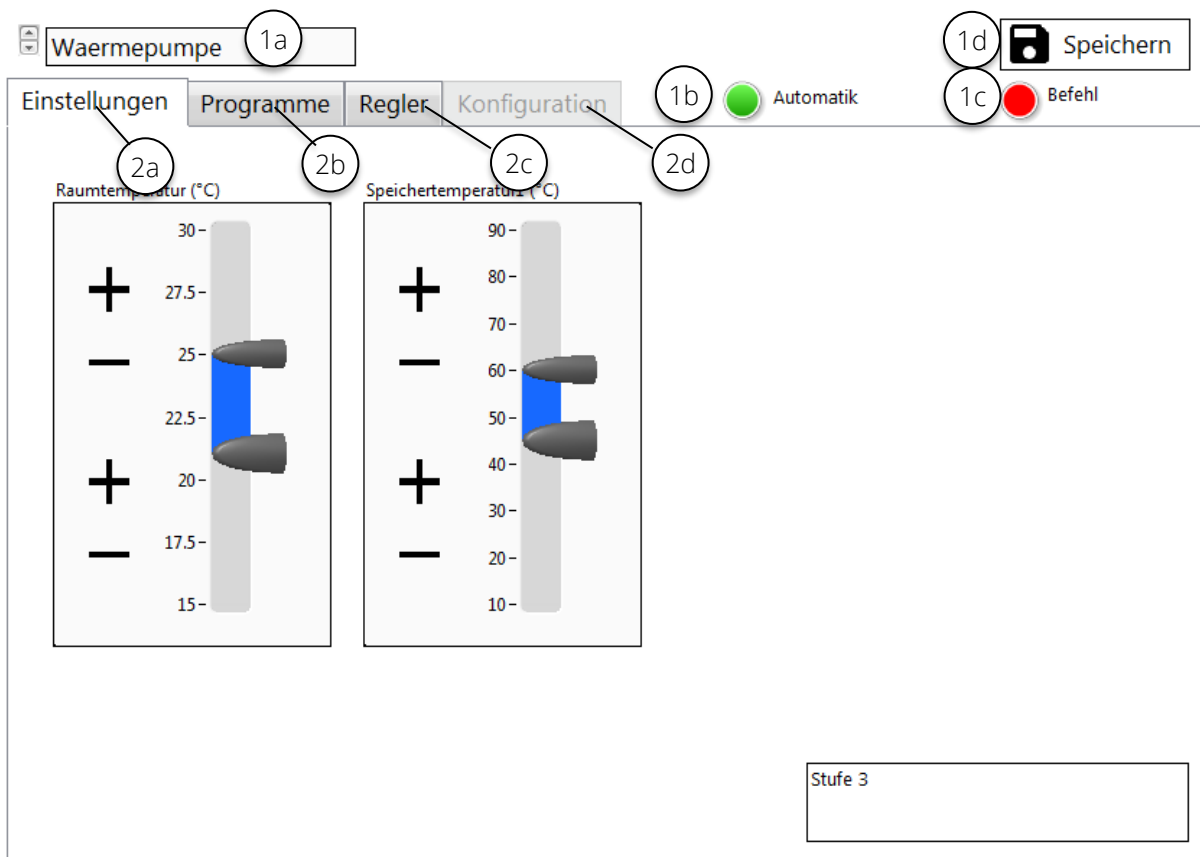 Waermepumpe
1a
1d
Speichern
Einstellungen
Programme
Regler
Konfiguration
1b
Automatik
1c
Befehl
2a
2b
2c
2d
Raumtemperatur (°C)
Speichertemperatur1 (°C)
30
27.5
25
22.5
20
17.5
15
+
−
+
−
90
80
70
60
50
40
30
20
10
+
−
+
−
Stufe 3